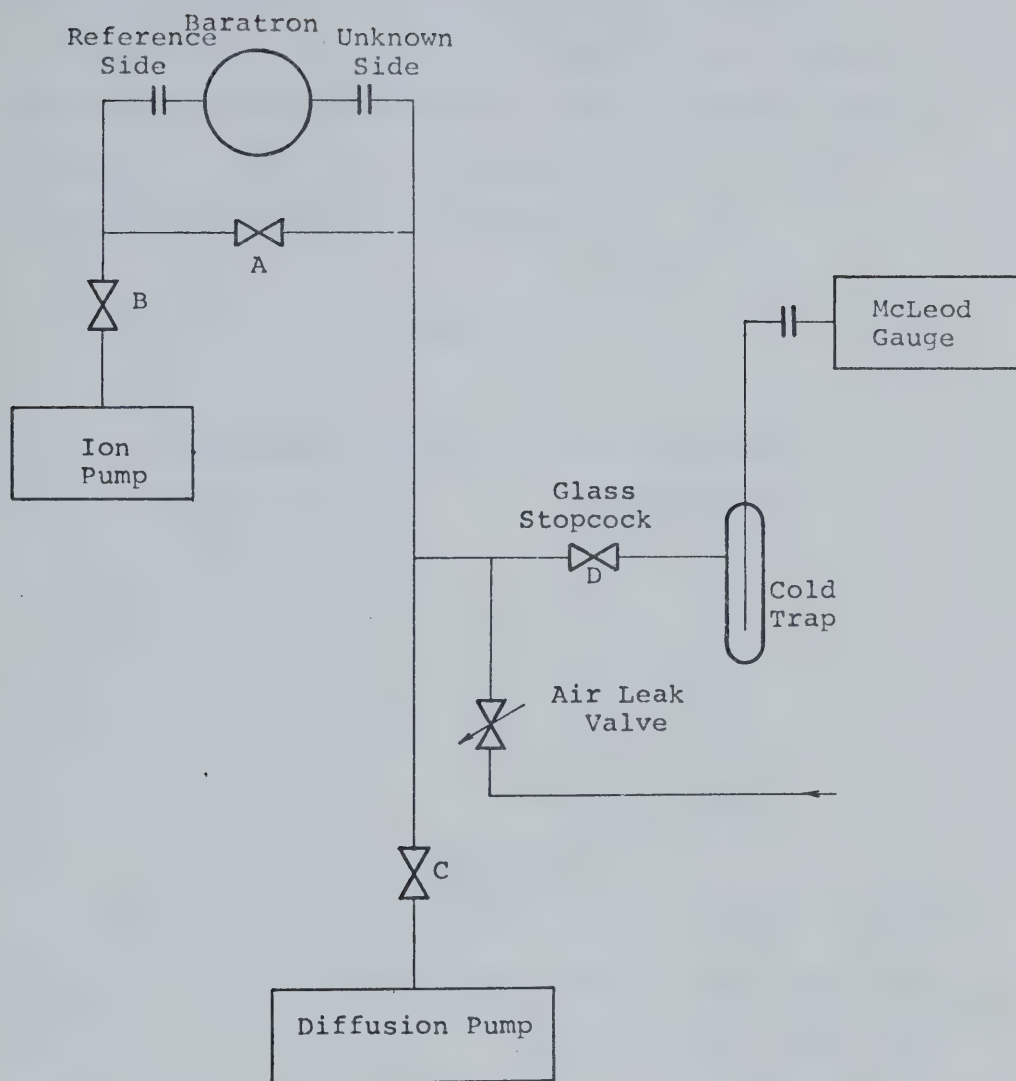 Baratron
Reference
Side
Unknown
Side
A
B
McLeod
Gauge
Ion
Pump
Glass
Stopcock
D
Cold
Trap
Air Leak
Valve
C
Diffusion Pump